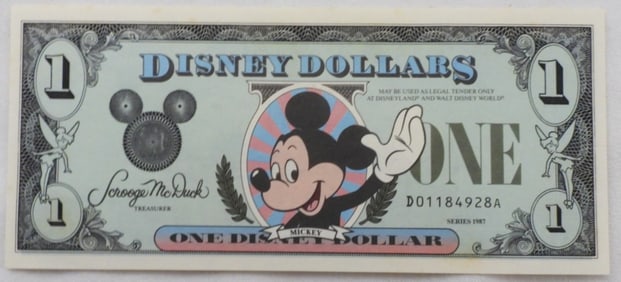 1 DISNEY DOLLARS 1
MAY BE USED AS LEGAL TENDER ONLY
AT DISNEYLAND AND WALT DISNEY WORLD
ONE
Scrooge McDuck
TREASURER
D01184928A
SERIES 1987
1 MICKEY 1
ONE DISNEY DOLLAR